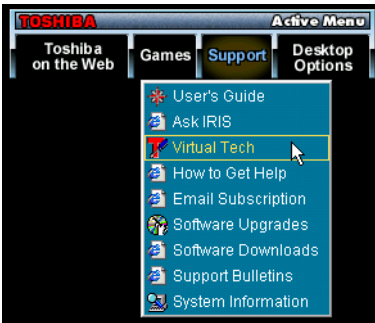 TOSHIBA Active Menu
Toshiba on the Web
Games
Support
Desktop Options
User's Guide
Ask IRIS
Virtual Tech
How to Get Help
Email Subscription
Software Upgrades
Software Downloads
Support Bulletins
System Information